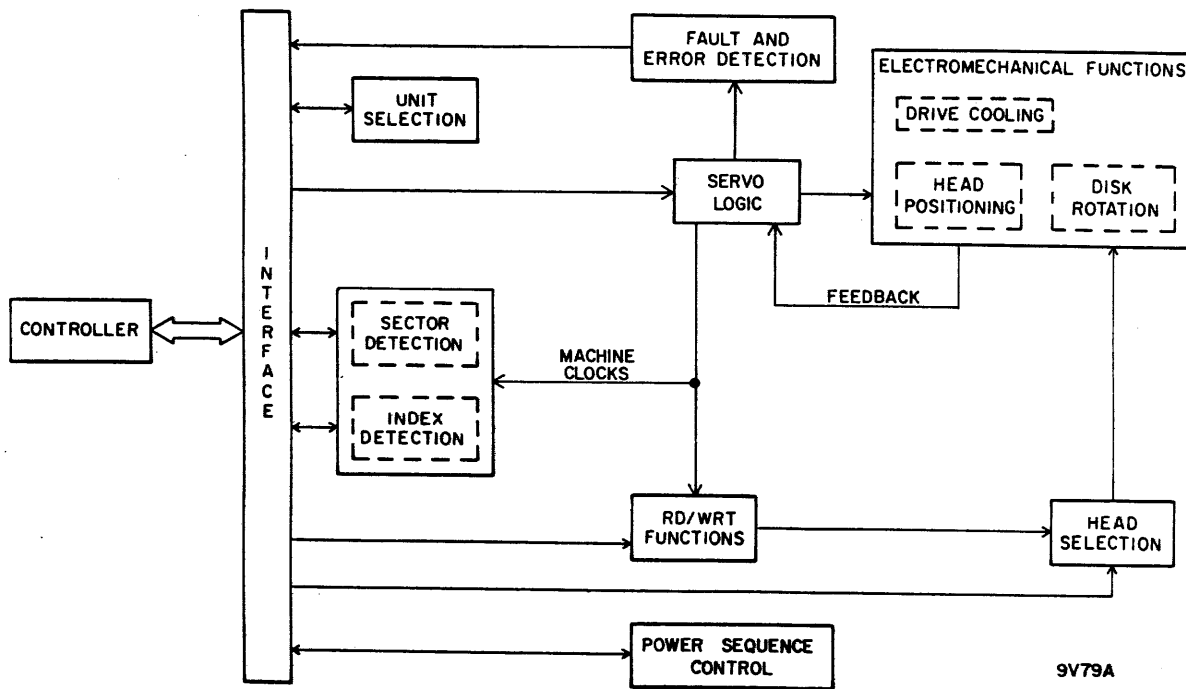 FAULT AND
ERROR DETECTION
ELECTROMECHANICAL FUNCTIONS
DRIVE COOLING
HEAD
POSITIONING
DISK
ROTATION
UNIT
SELECTION
SERVO
LOGIC
FEEDBACK
INTERFACE
CONTROLLER
SECTOR
DETECTION
INDEX
DETECTION
MACHINE
CLOCKS
RD/WRT
FUNCTIONS
HEAD
SELECTION
POWER SEQUENCE
CONTROL
9V79A